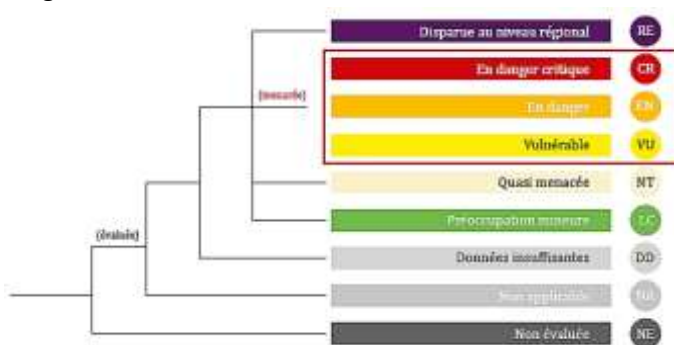 Disparue au niveau régional RE
En danger critique CR
(menacée)
En danger EN
Vulnérable VU
Quasi menacée NT
Préoccupation mineure LC
(évaluée)
Données insuffisantes DD
Non applicable NA
Non évaluée NE